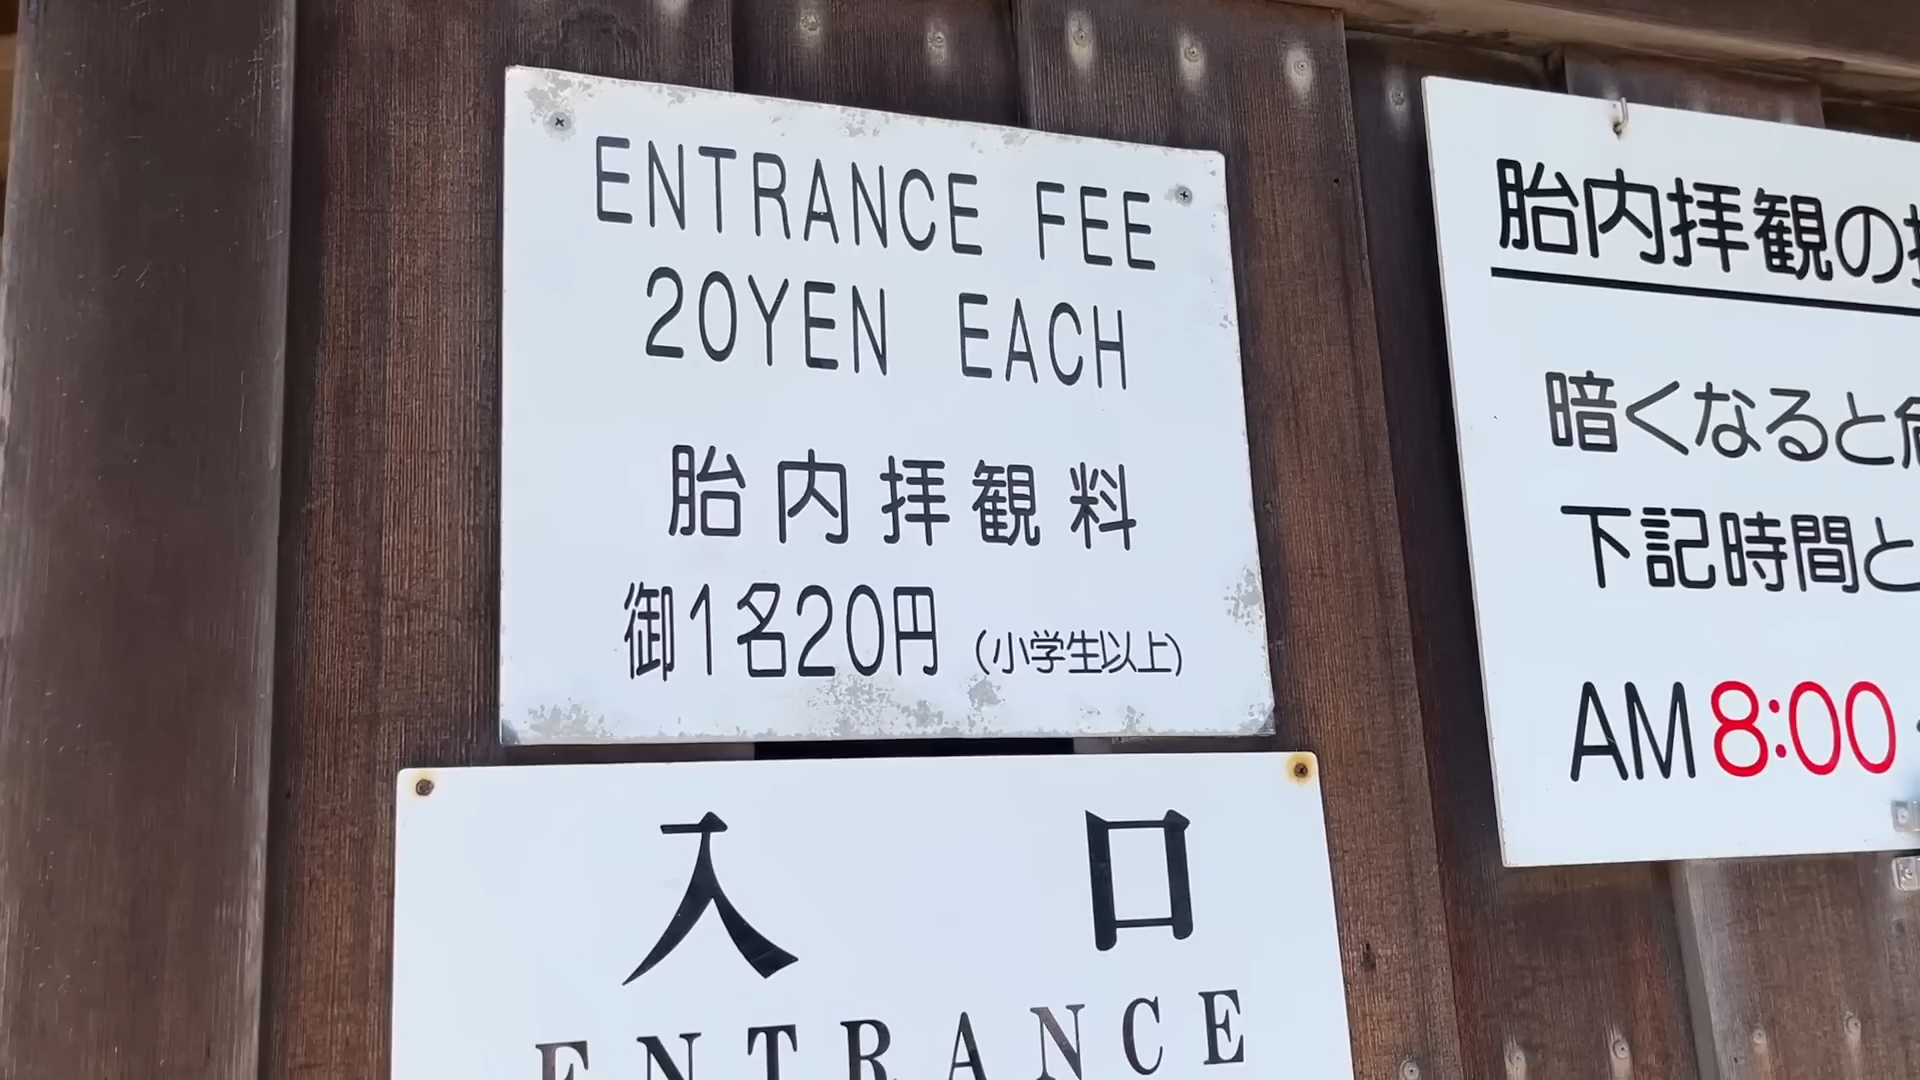 ENTRANCE FEE
20YEN EACH
胎内拝観料
御1名20円 (小学生以上)
入口
ENTRANCE
胎内拝観の
暗くなると
下記時間と
AM 8:00